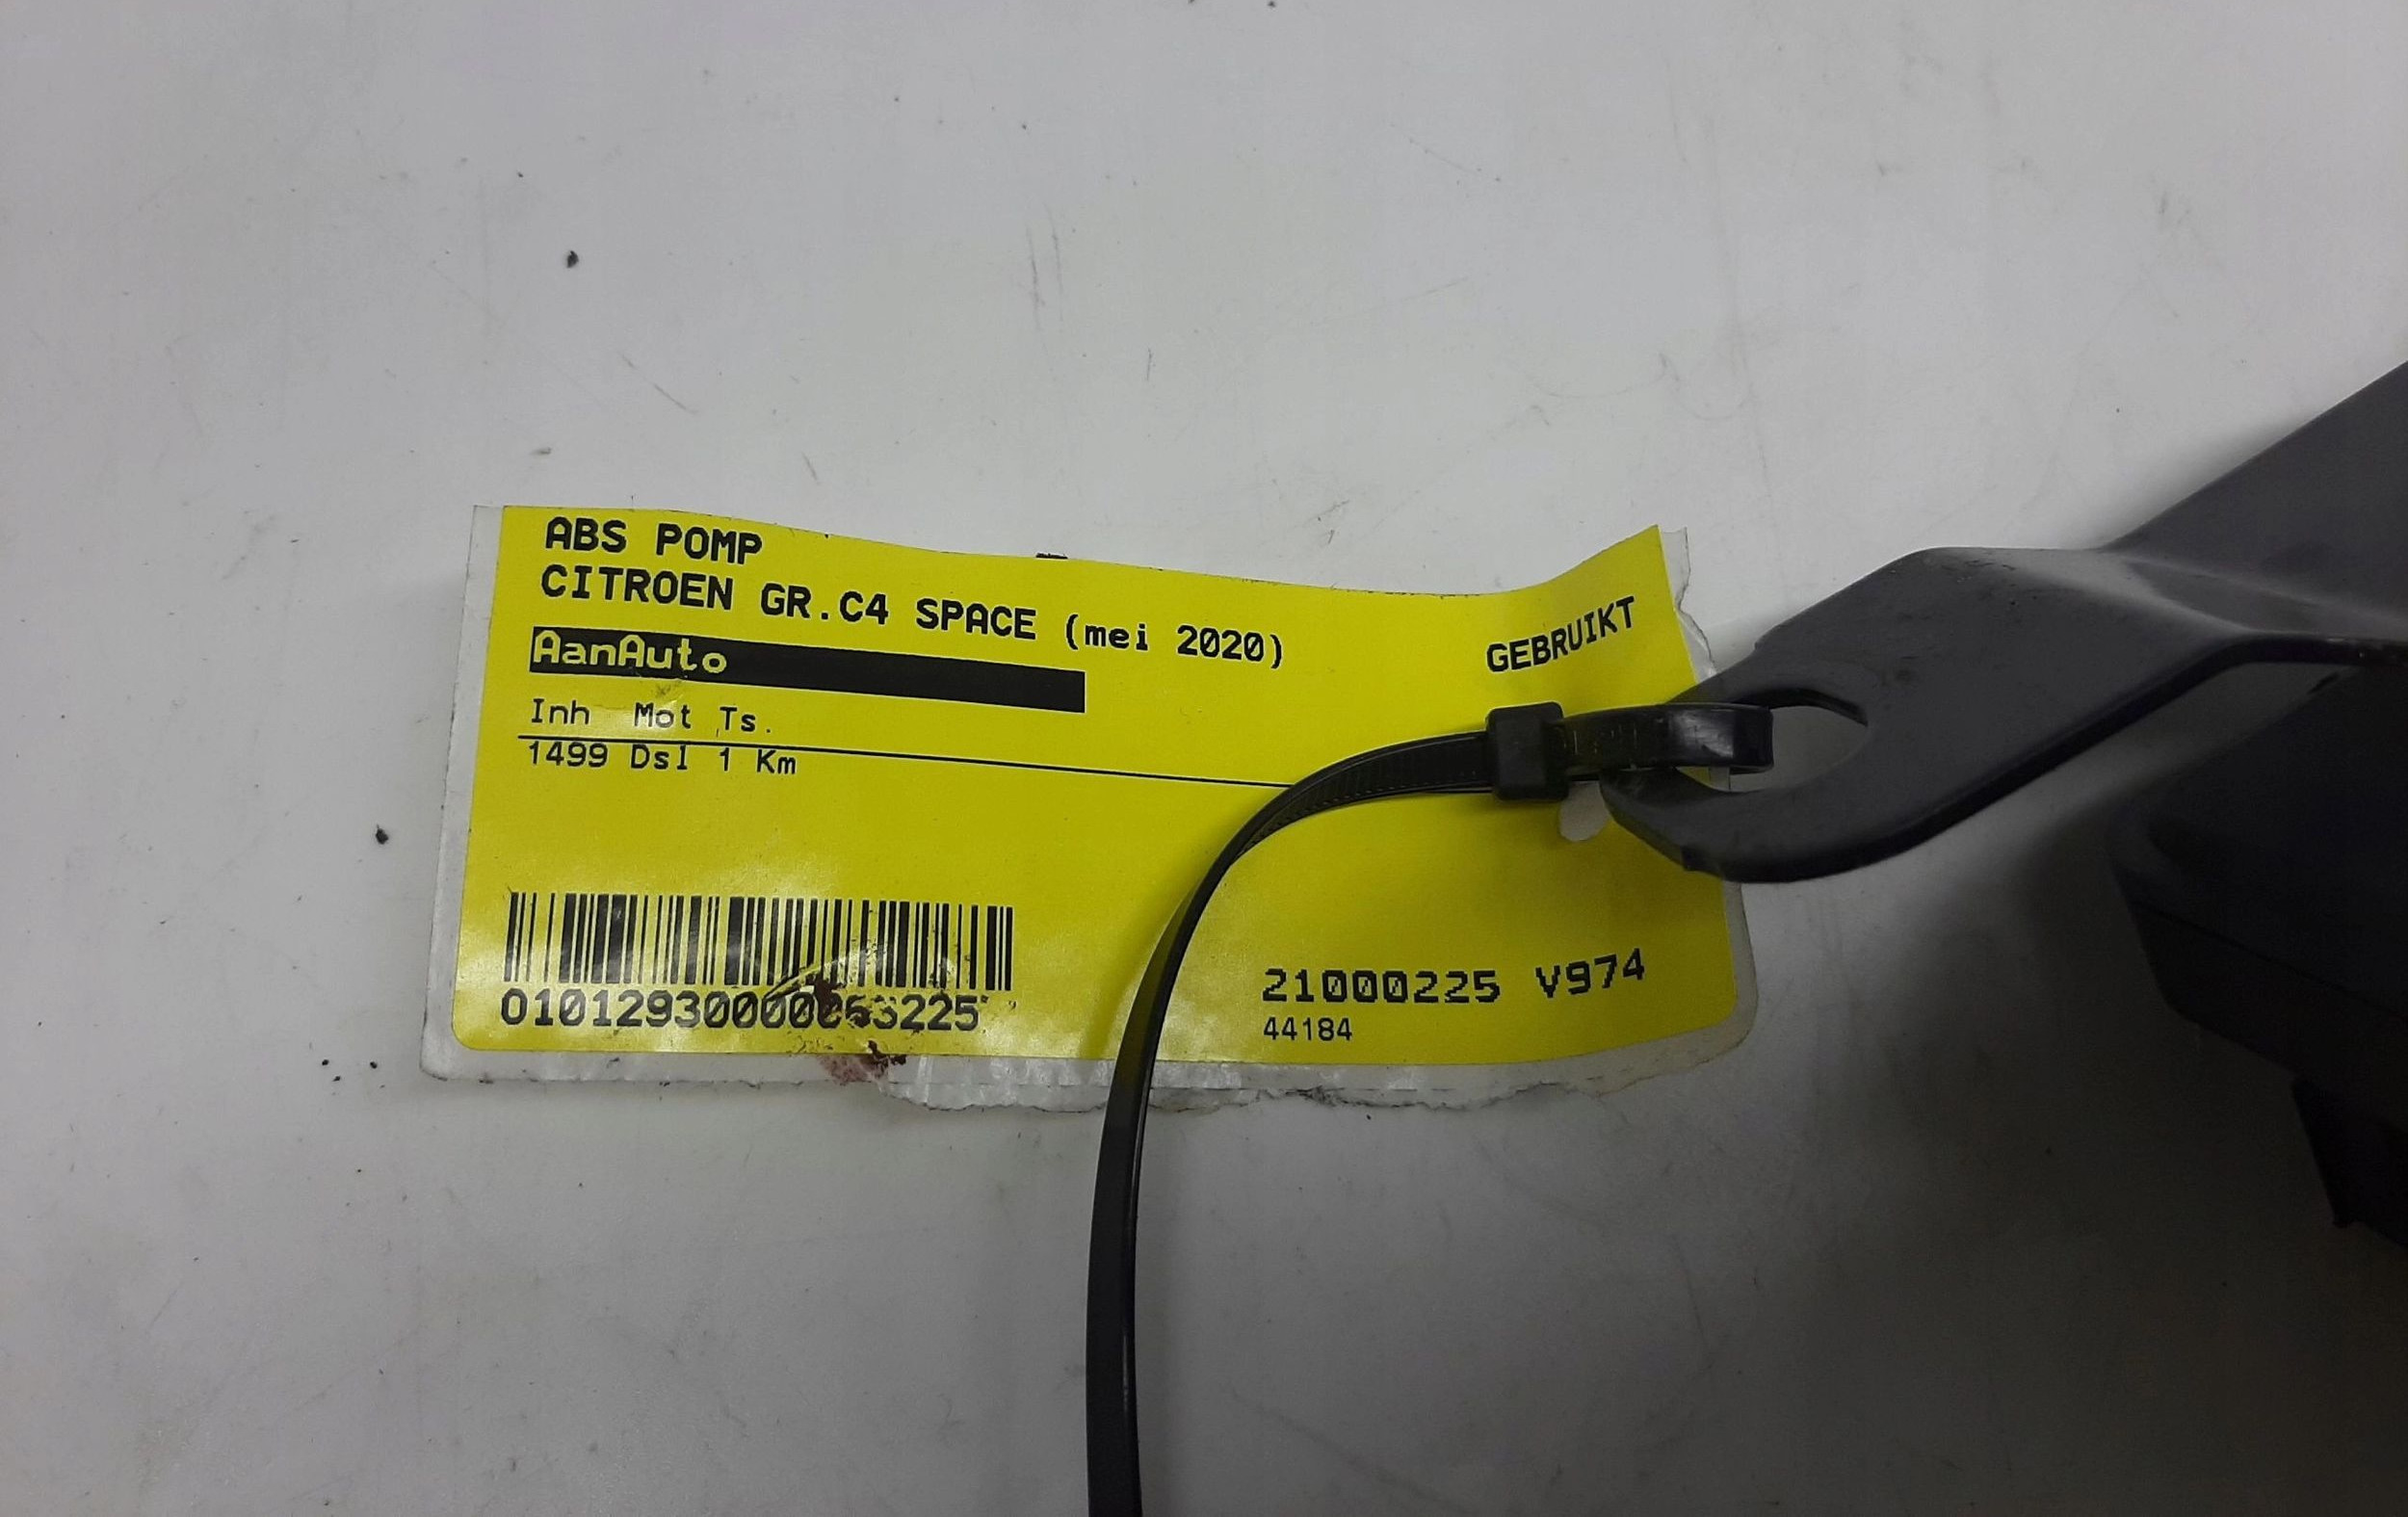 ABS POMP
CITROEN GR.C4 SPACE (mei 2020)
GEBRUIKT
AanAuto
Inh Mot Ts.
1499 Dsl 1 Km
21000225 V974
44184